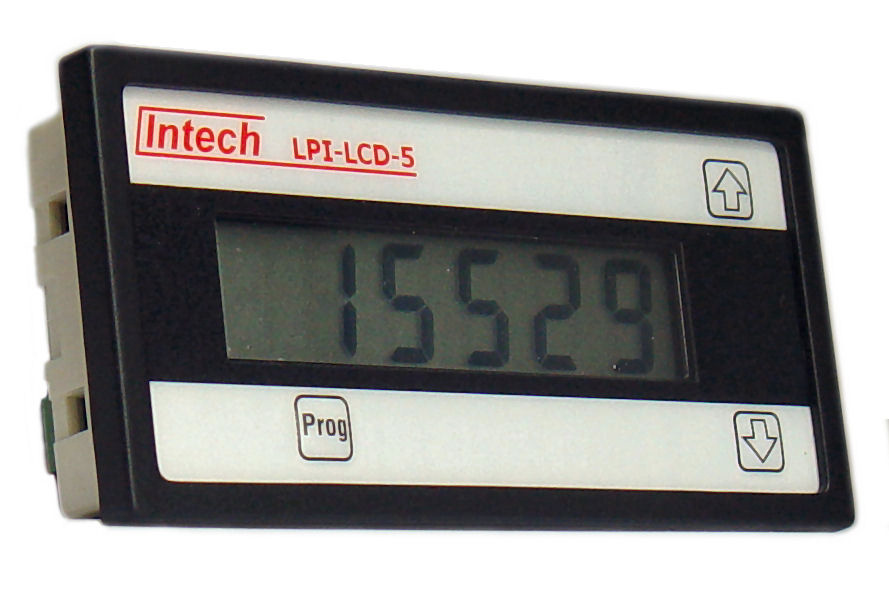 Intech LPI-LCD-5
15529
Prog